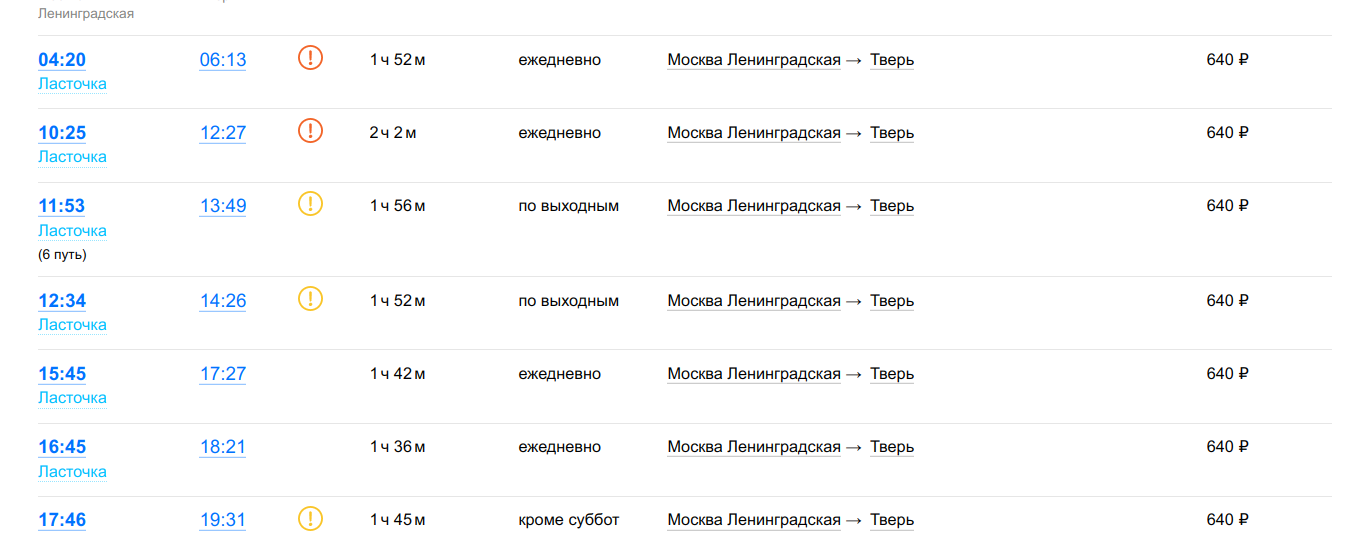 Ленинградская
04:20 06:13 1 ч 52 м ежедневно Москва Ленинградская → Тверь 640 ₽
Ласточка
10:25 12:27 2 ч 2 м ежедневно Москва Ленинградская → Тверь 640 ₽
Ласточка
11:53 13:49 1 ч 56 м по выходным Москва Ленинградская → Тверь 640 ₽
Ласточка
(6 путь)
12:34 14:26 1 ч 52 м по выходным Москва Ленинградская → Тверь 640 ₽
Ласточка
15:45 17:27 1 ч 42 м ежедневно Москва Ленинградская → Тверь 640 ₽
Ласточка
16:45 18:21 1 ч 36 м ежедневно Москва Ленинградская → Тверь 640 ₽
Ласточка
17:46 19:31 1 ч 45 м кроме суббот Москва Ленинградская → Тверь 640 ₽